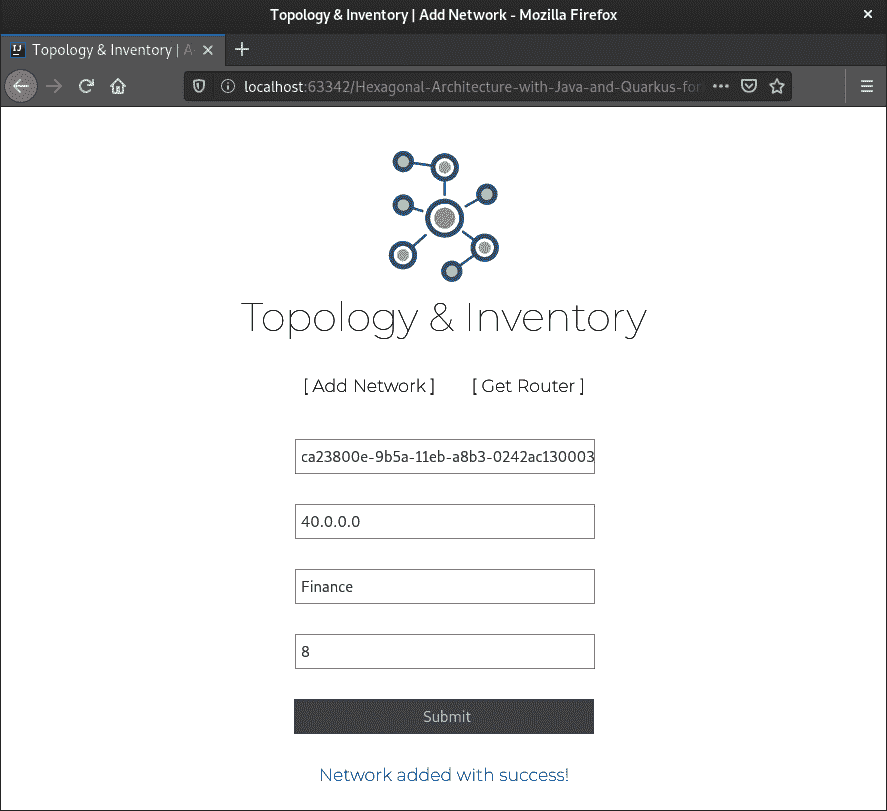 Topology & Inventory | Add Network - Mozilla Firefox
Topology & Inventory | A
localhost:63342/Hexagonal-Architecture-with-Java-and-Quarkus-for
Topology & Inventory
[ Add Network ] [ Get Router ]
ca23800e-9b5a-11eb-a8b3-0242ac130003
40.0.0.0
Finance
8
Submit
Network added with success!